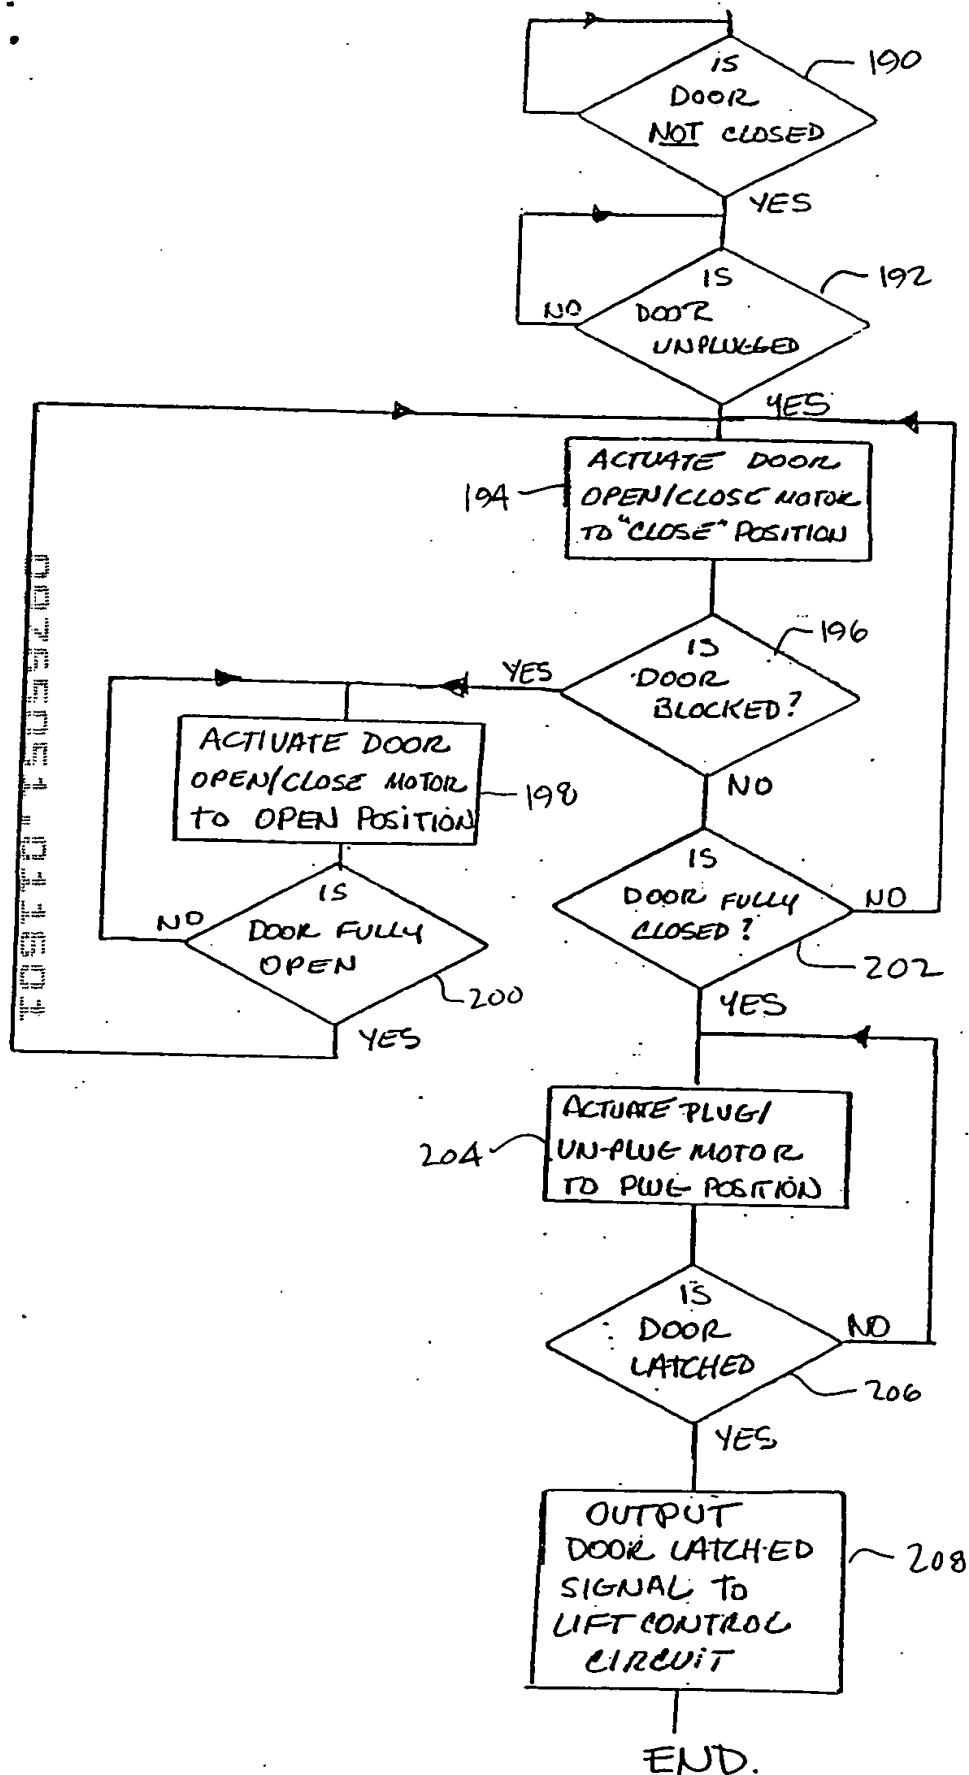 190
iS
DOOR
NOT CLOSED
YES
192
IS
DOOR
UNPLUGGED
NO
YES
194
ACTUATE DOOR
OPEN/CLOSE MOTOR
TO "CLOSE" POSITION
196
IS
DOOR
BLOCKED?
YES
NO
ACTIVATE DOOR
OPEN/CLOSE MOTOR
TO OPEN POSITION
198
IS
DOOR FULLY
OPEN
NO
200
YES
IS
DOOR FULLY
CLOSED?
NO
202
YES
204
ACTUATE PLUG/
UN-PLUG MOTOR
TO PLUG POSITION
IS
DOOR
LATCHED
NO
206
YES
OUTPUT
DOOR LATCHED
SIGNAL TO
LIFT CONTROL
CIRCUIT
208
END.